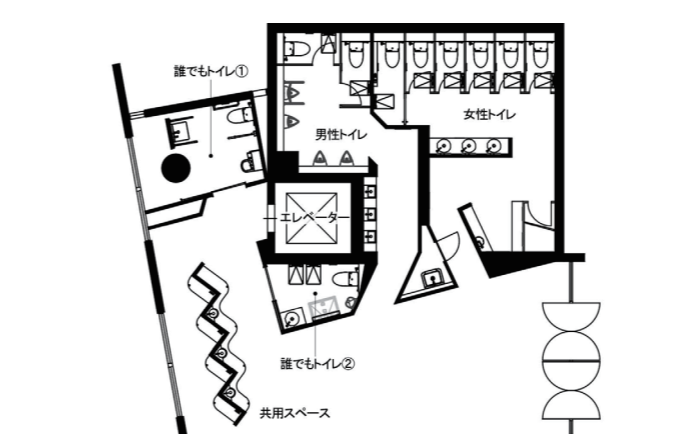 誰でもトイレ①
女性トイレ
男性トイレ
エレベーター
誰でもトイレ②
共用スペース